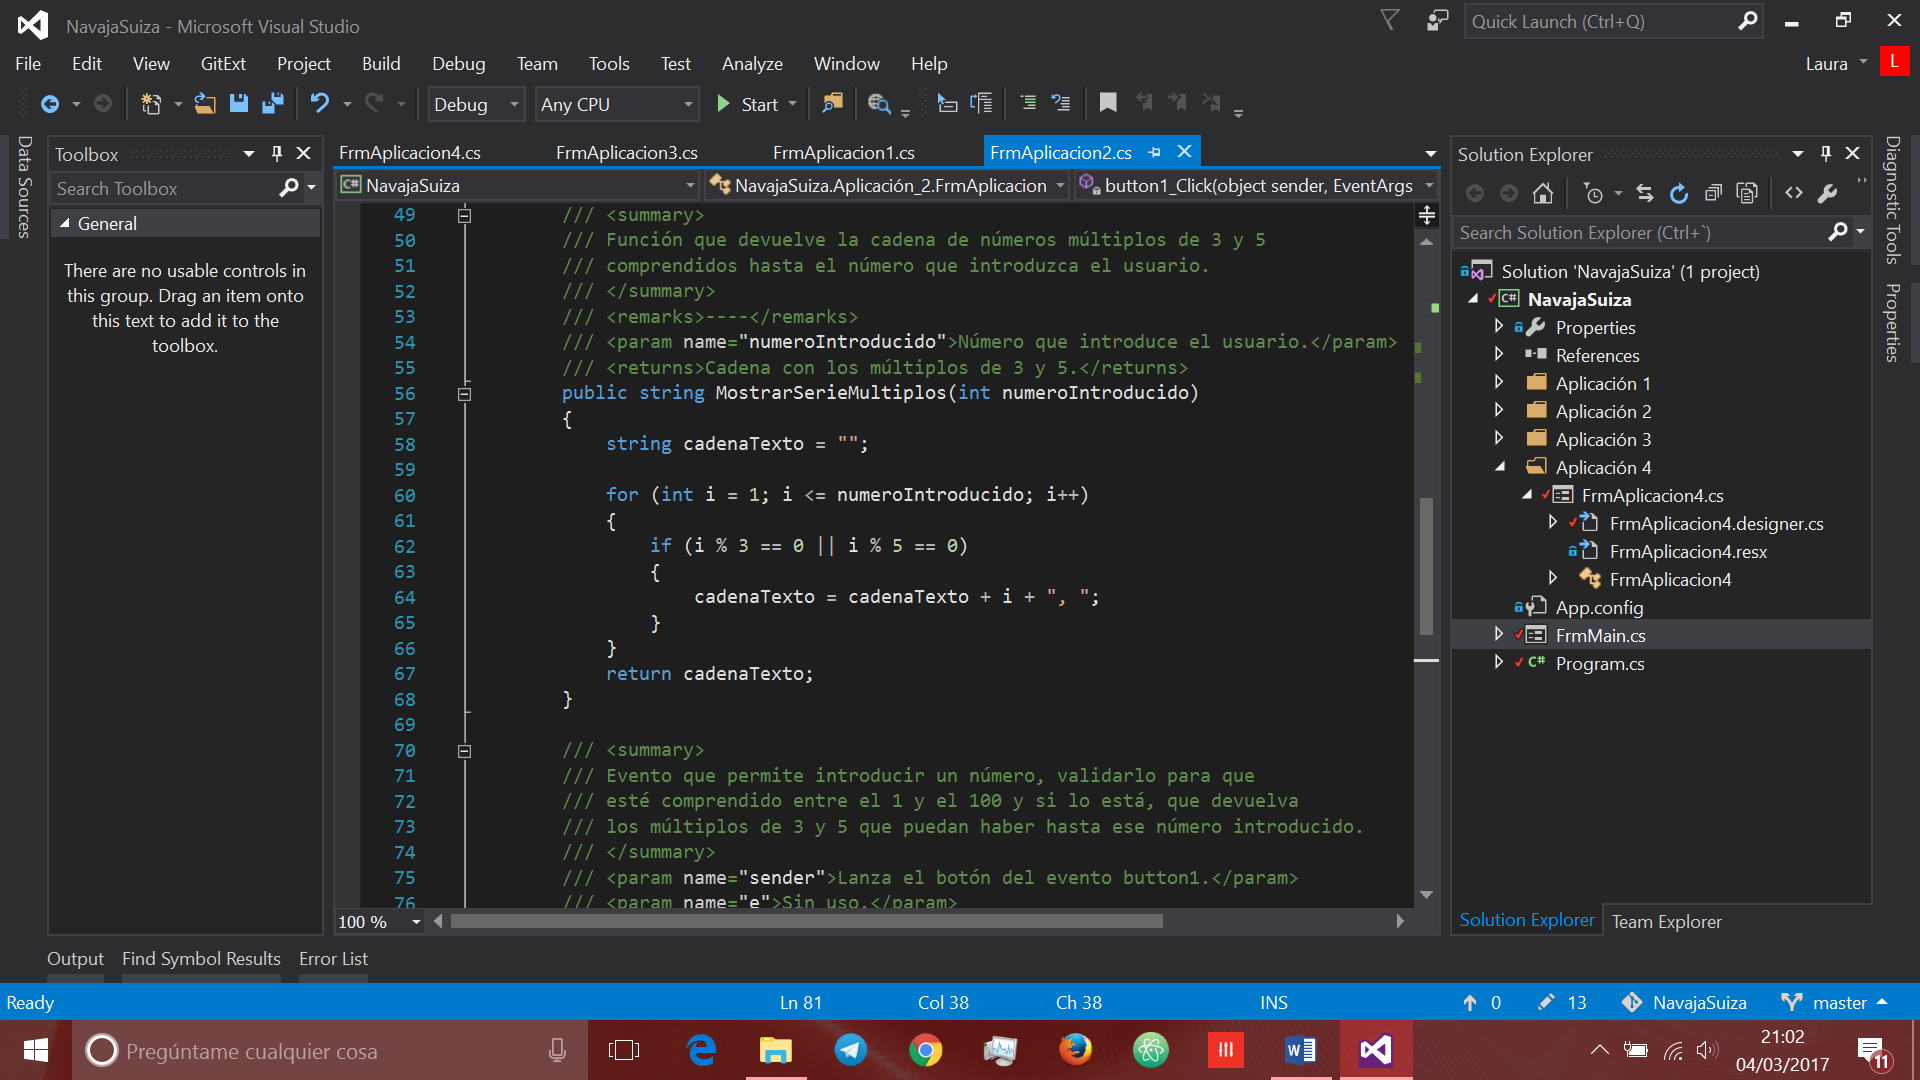 NavajaSuiza - Microsoft Visual Studio
Quick Launch (Ctrl+Q)
File Edit View GitExt Project Build Debug Team Tools Test Analyze Window Help
Laura L
Debug Any CPU Start
Data Sources
Toolbox
Search Toolbox
General
There are no usable controls in
this group. Drag an item onto
this text to add it to the
toolbox.
FrmAplicacion4.cs FrmAplicacion3.cs FrmAplicacion1.cs FrmAplicacion2.cs
C# NavajaSuiza NavajaSuiza.Aplicación_2.FrmAplicacion button1_Click(object sender, EventArgs
49 /// <summary>
50 /// Función que devuelve la cadena de números múltiplos de 3 y 5
51 /// comprendidos hasta el número que introduzca el usuario.
52 /// </summary>
53 /// <remarks>----</remarks>
54 /// <param name="numeroIntroducido">Número que introduce el usuario.</param>
55 /// <returns>Cadena con los múltiplos de 3 y 5.</returns>
56 public string MostrarSerieMultiplos(int numeroIntroducido)
57 {
58 string cadenaTexto = "";
59
60 for (int i = 1; i <= numeroIntroducido; i++)
61 {
62 if (i % 3 == 0 || i % 5 == 0)
63 {
64 cadenaTexto = cadenaTexto + i + ", ";
65 }
66 }
67 return cadenaTexto;
68 }
69
70 /// <summary>
71 /// Evento que permite introducir un número, validarlo para que
72 /// esté comprendido entre el 1 y el 100 y si lo está, que devuelva
73 /// los múltiplos de 3 y 5 que puedan haber hasta ese número introducido.
74 /// </summary>
75 /// <param name="sender">Lanza el botón del evento button1.</param>
76 /// <param name="e">Sin uso.</param>
100 %
Solution Explorer
Search Solution Explorer (Ctrl+`)
Solution 'NavajaSuiza' (1 project)
C# NavajaSuiza
Properties
References
Aplicación 1
Aplicación 2
Aplicación 3
Aplicación 4
FrmAplicacion4.cs
FrmAplicacion4.designer.cs
FrmAplicacion4.resx
FrmAplicacion4
App.config
FrmMain.cs
C# Program.cs
Solution Explorer Team Explorer
Diagnostic Tools
Properties
Output Find Symbol Results Error List
Ready Ln 81 Col 38 Ch 38 INS 0 13 NavajaSuiza master
Pregúntame cualquier cosa
21:02
04/03/2017
11